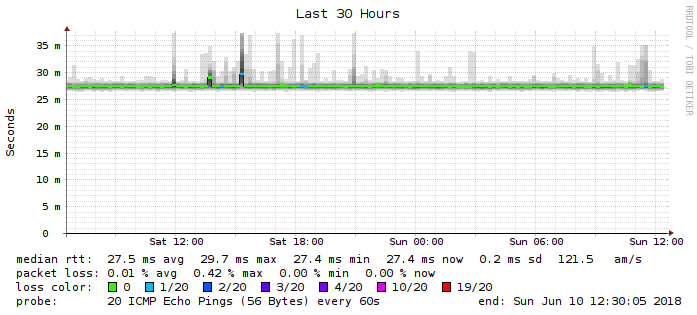 Last 30 Hours
RRDTOOL / TOBI OETIKER
Seconds
35 m
30 m
25 m
20 m
15 m
10 m
5 m
0
Sat 12:00 Sat 18:00 Sun 00:00 Sun 06:00 Sun 12:00
median rtt: 27.5 ms avg 29.7 ms max 27.4 ms min 27.4 ms now 0.2 ms sd 121.5 am/s
packet loss: 0.01 % avg 0.42 % max 0.00 % min 0.00 % now
loss color: 0 1/20 2/20 3/20 4/20 10/20 19/20
probe: 20 ICMP Echo Pings (56 Bytes) every 60s end: Sun Jun 10 12:30:05 2018